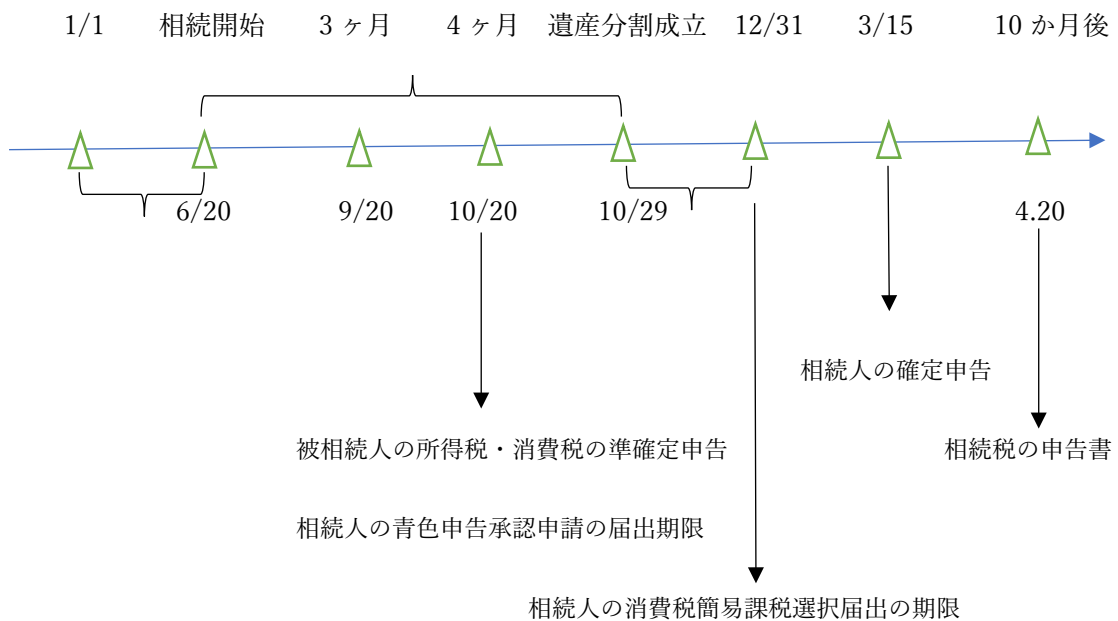 1/1 相続開始 3ヶ月 4ヶ月 遺産分割成立 12/31 3/15 10か月後
6/20 9/20 10/20 10/29 4.20
相続人の確定申告
被相続人の所得税・消費税の準確定申告 相続税の申告書
相続人の青色申告承認申請の届出期限
相続人の消費税簡易課税選択届出の期限